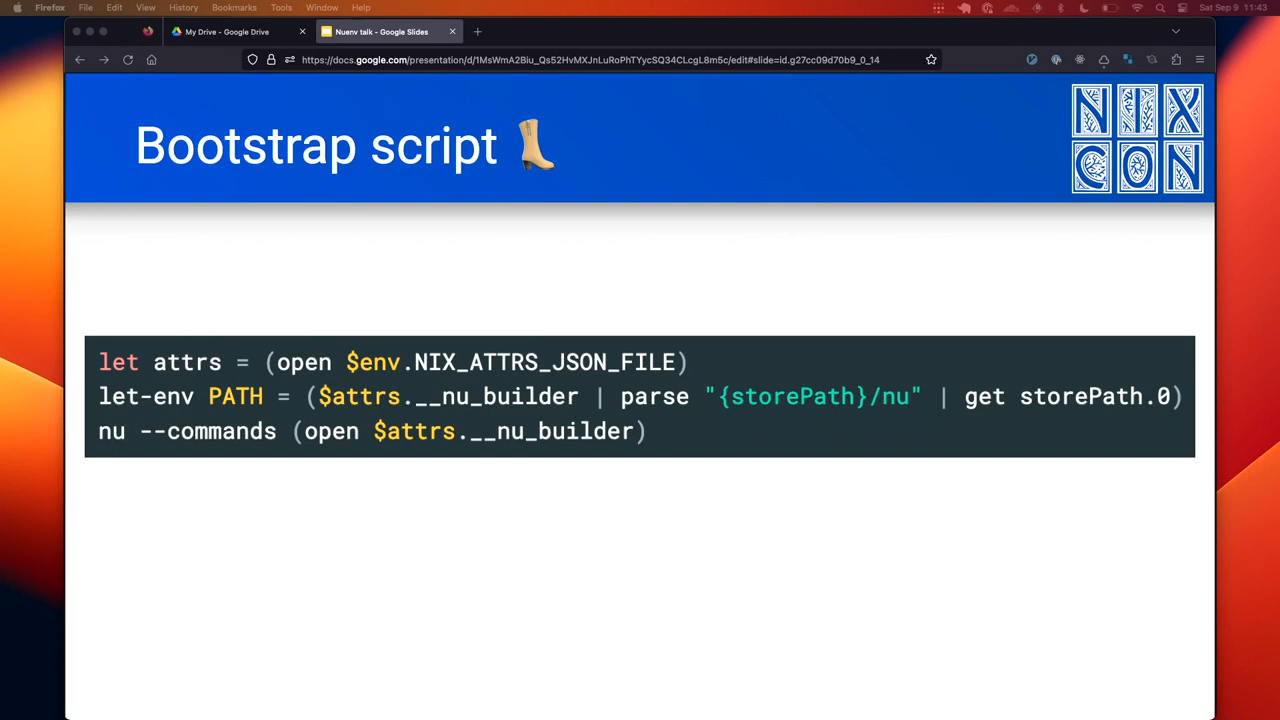 Firefox File Edit View History Bookmarks Tools Window Help Sat Sep 9 11:43
My Drive - Google Drive Nuenv talk - Google Slides
https://docs.google.com/presentation/d/1MsWmA2Biu_Qs52HvMXJnLuRoPhTYycSQ34CLcgL8m5c/edit#slide=id.g27cc09d70b9_0_14
Bootstrap script
NIX
CON
let attrs = (open $env.NIX_ATTRS_JSON_FILE)
let-env PATH = ($attrs.__nu_builder | parse "{storePath}/nu" | get storePath.0)
nu --commands (open $attrs.__nu_builder)